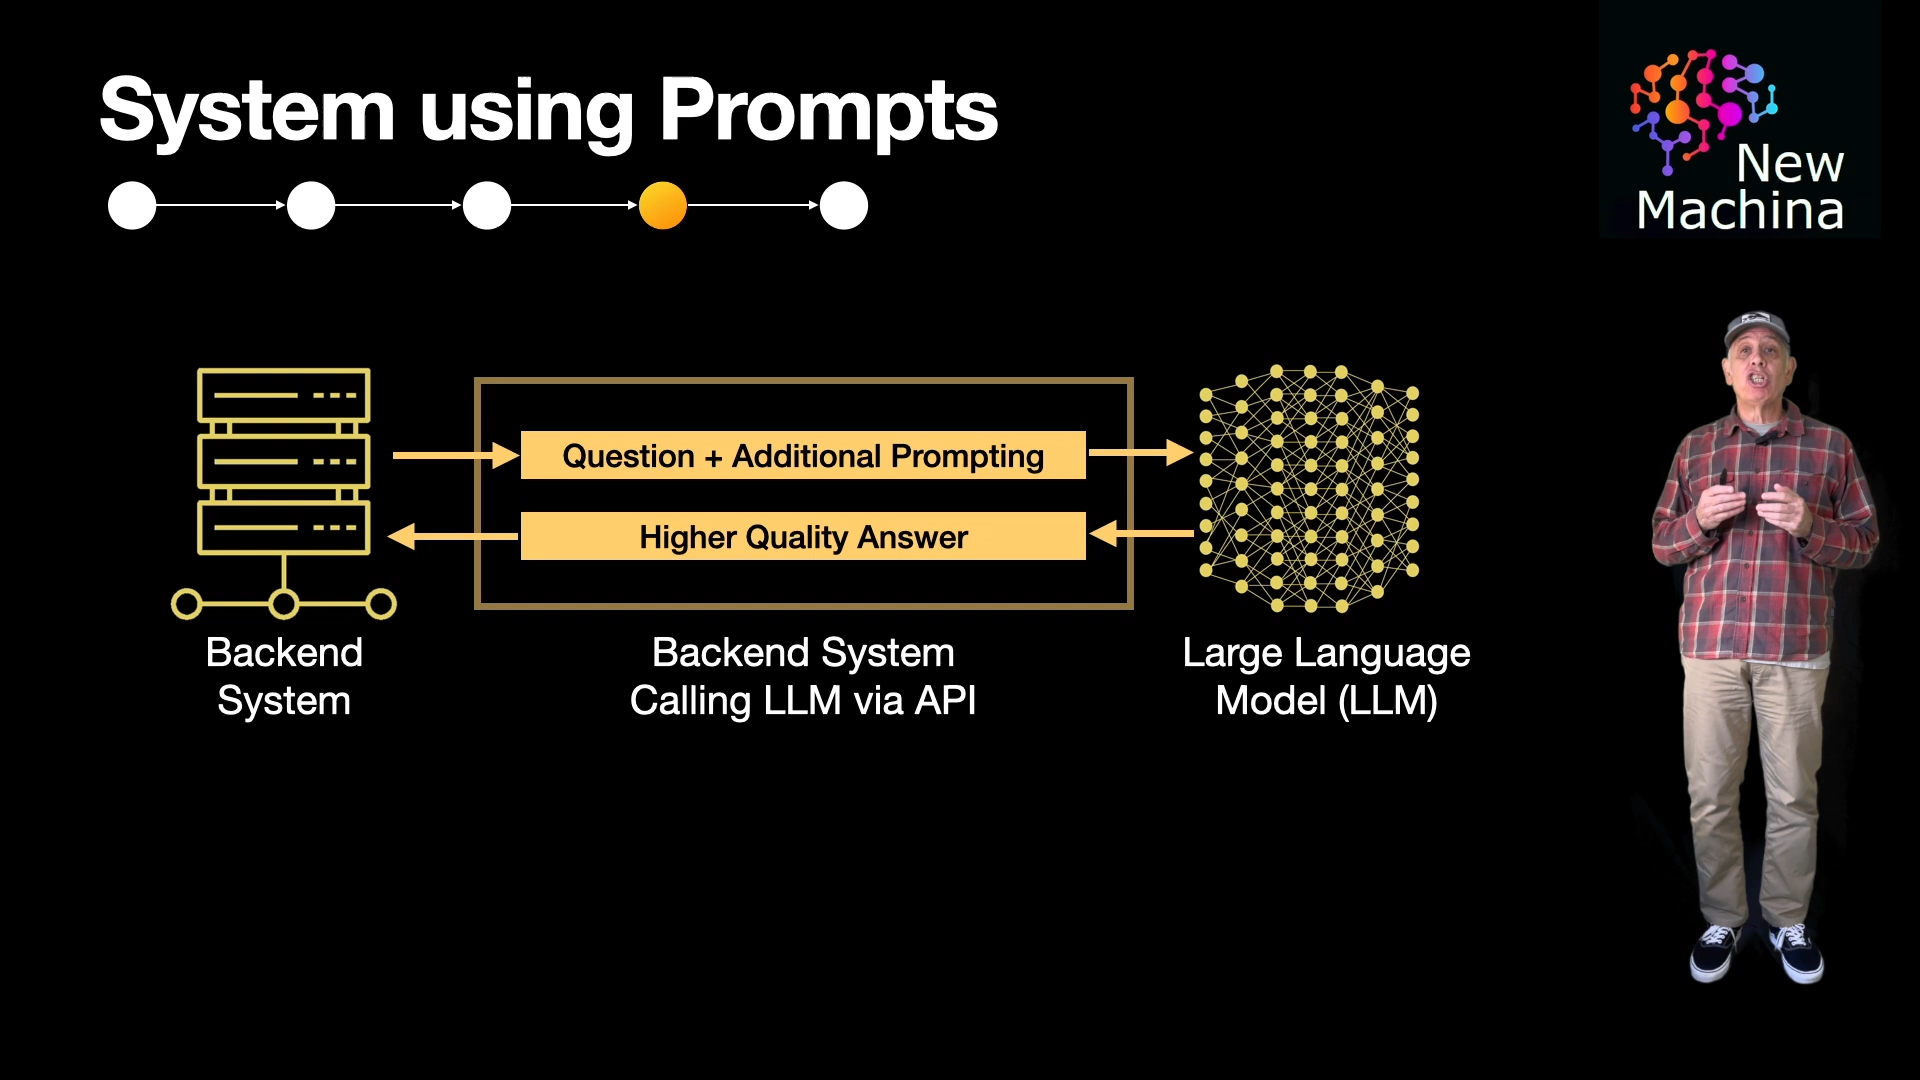 System using Prompts
New
Machina
Question + Additional Prompting
Higher Quality Answer
Backend
System
Backend System
Calling LLM via API
Large Language
Model (LLM)